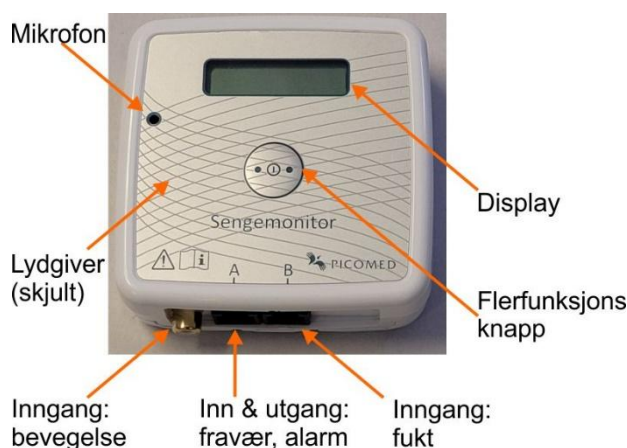 Mikrofon
Display
Sengemonitor
A B
PICOMED
Lydgiver
(skjult)
Flerfunksjons
knapp
Inngang:
bevegelse
Inn & utgang:
fravær, alarm
Inngang:
fukt